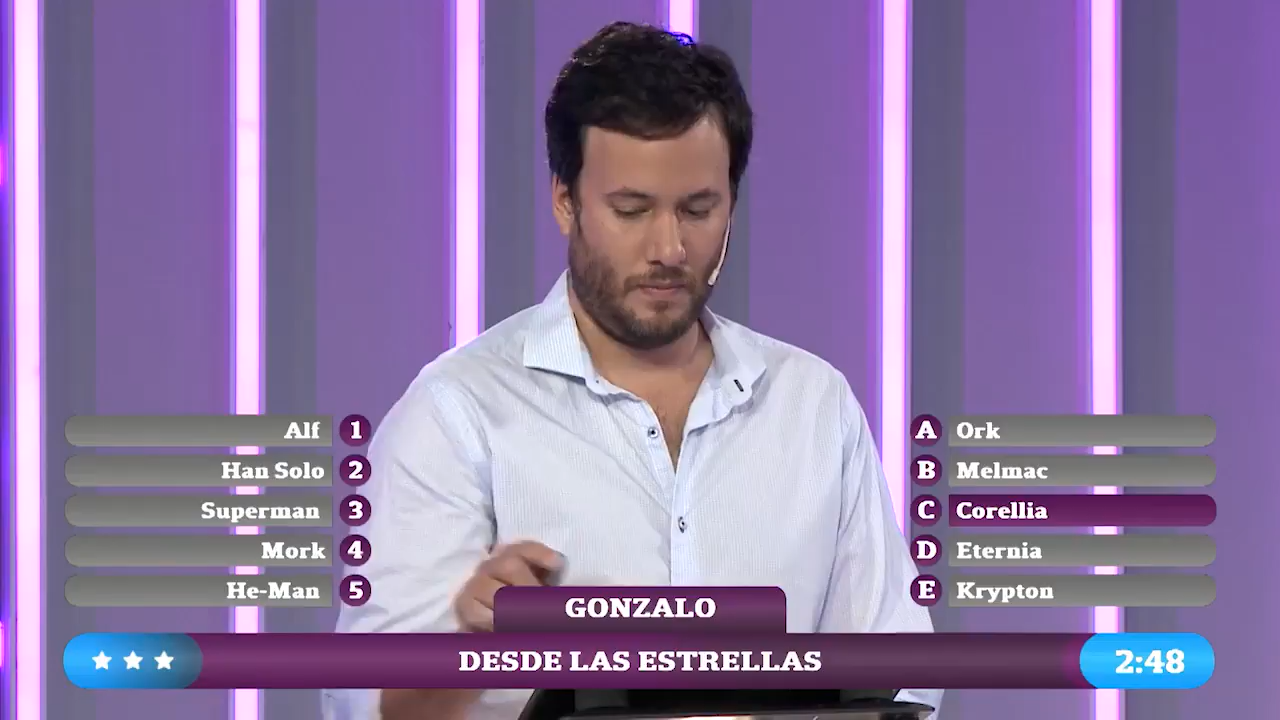 Alf 1 A Ork
Han Solo 2 B Melmac
Superman 3 C Corellia
Mork 4 D Eternia
He-Man 5 E Krypton
GONZALO
DESDE LAS ESTRELLAS 2:48